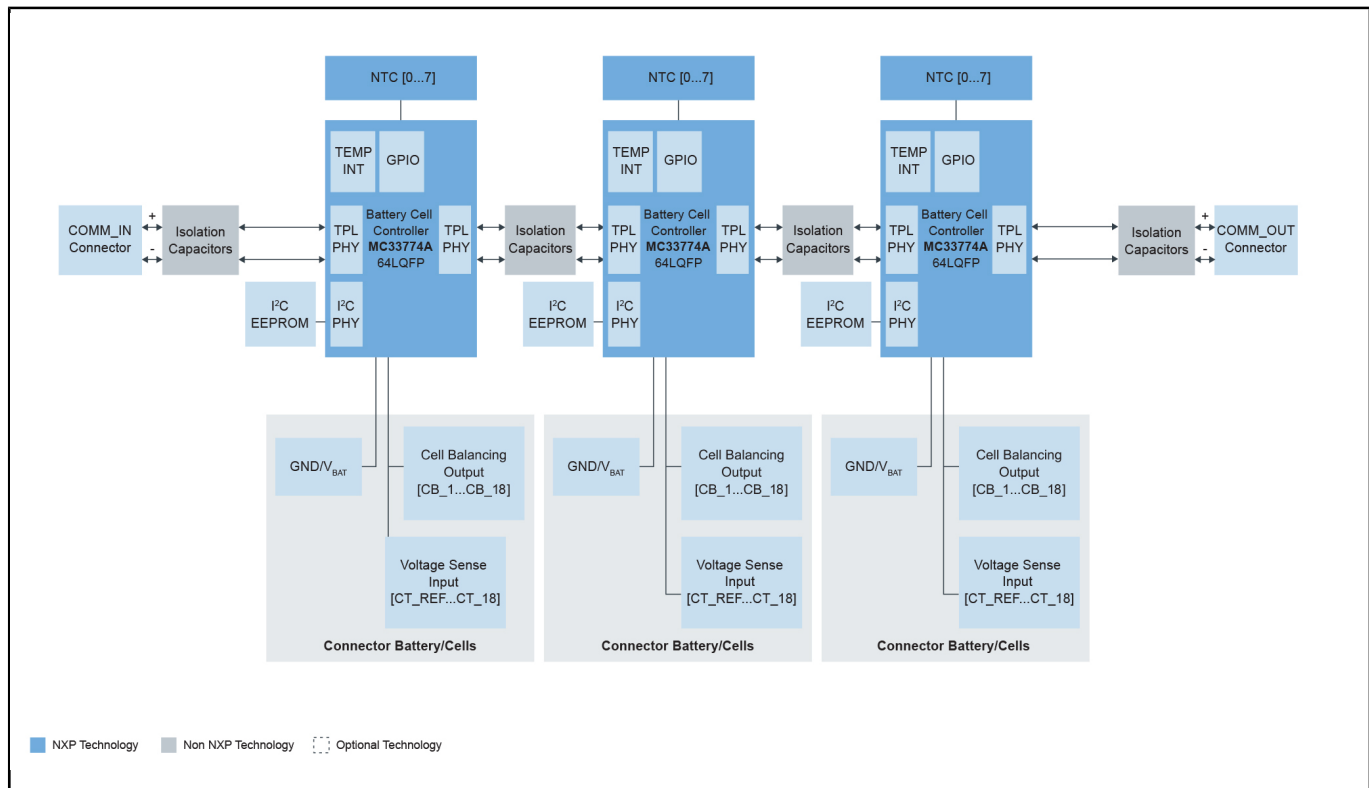 NTC [0...7]
NTC [0...7]
NTC [0...7]
TEMP
INT
GPIO
TEMP
INT
GPIO
TEMP
INT
GPIO
COMM_IN
Connector
+
-
Isolation
Capacitors
TPL
PHY
Battery Cell
Controller
MC33774A
64LQFP
TPL
PHY
Isolation
Capacitors
TPL
PHY
Battery Cell
Controller
MC33774A
64LQFP
TPL
PHY
Isolation
Capacitors
TPL
PHY
Battery Cell
Controller
MC33774A
64LQFP
TPL
PHY
Isolation
Capacitors
+
-
COMM_OUT
Connector
I²C
EEPROM
I²C
PHY
I²C
EEPROM
I²C
PHY
I²C
EEPROM
I²C
PHY
GND/VBAT
Cell Balancing
Output
[CB_1...CB_18]
Voltage Sense
Input
[CT_REF...CT_18]
Connector Battery/Cells
GND/VBAT
Cell Balancing
Output
[CB_1...CB_18]
Voltage Sense
Input
[CT_REF...CT_18]
Connector Battery/Cells
GND/VBAT
Cell Balancing
Output
[CB_1...CB_18]
Voltage Sense
Input
[CT_REF...CT_18]
Connector Battery/Cells
NXP Technology
Non NXP Technology
Optional Technology